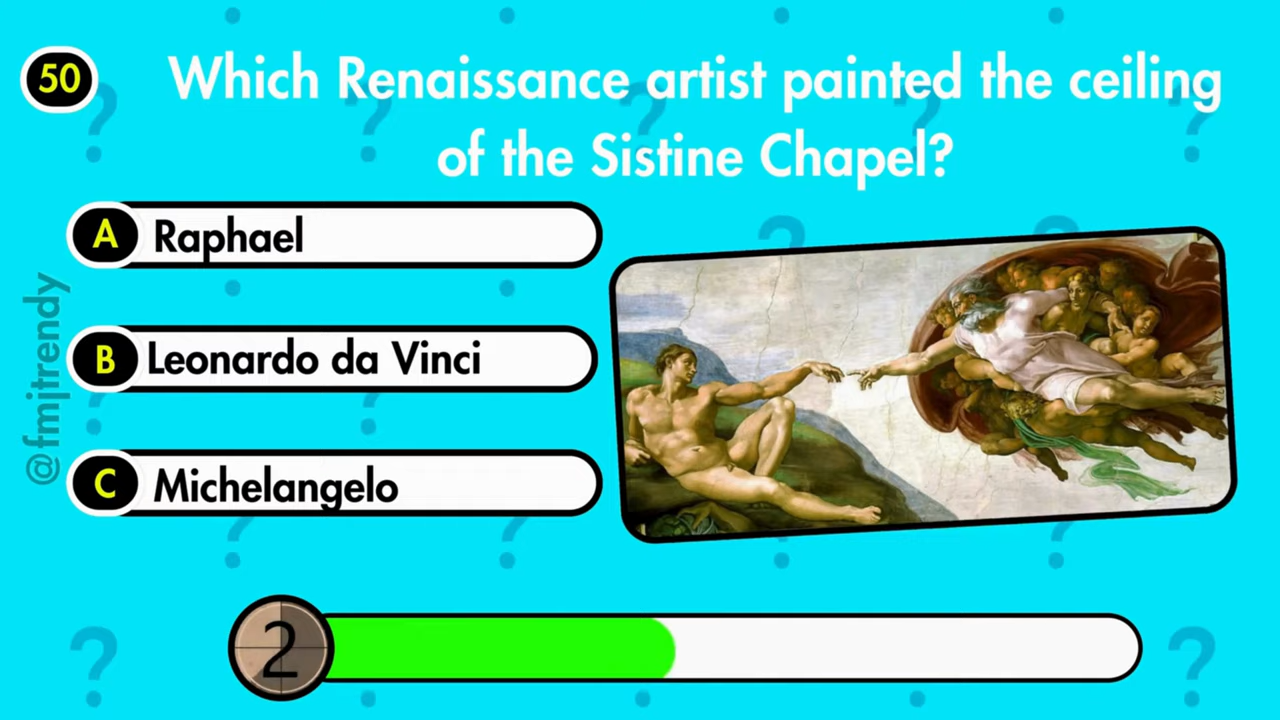 50
Which Renaissance artist painted the ceiling
of the Sistine Chapel?
A Raphael
B Leonardo da Vinci
C Michelangelo
@fmjtrendy
2